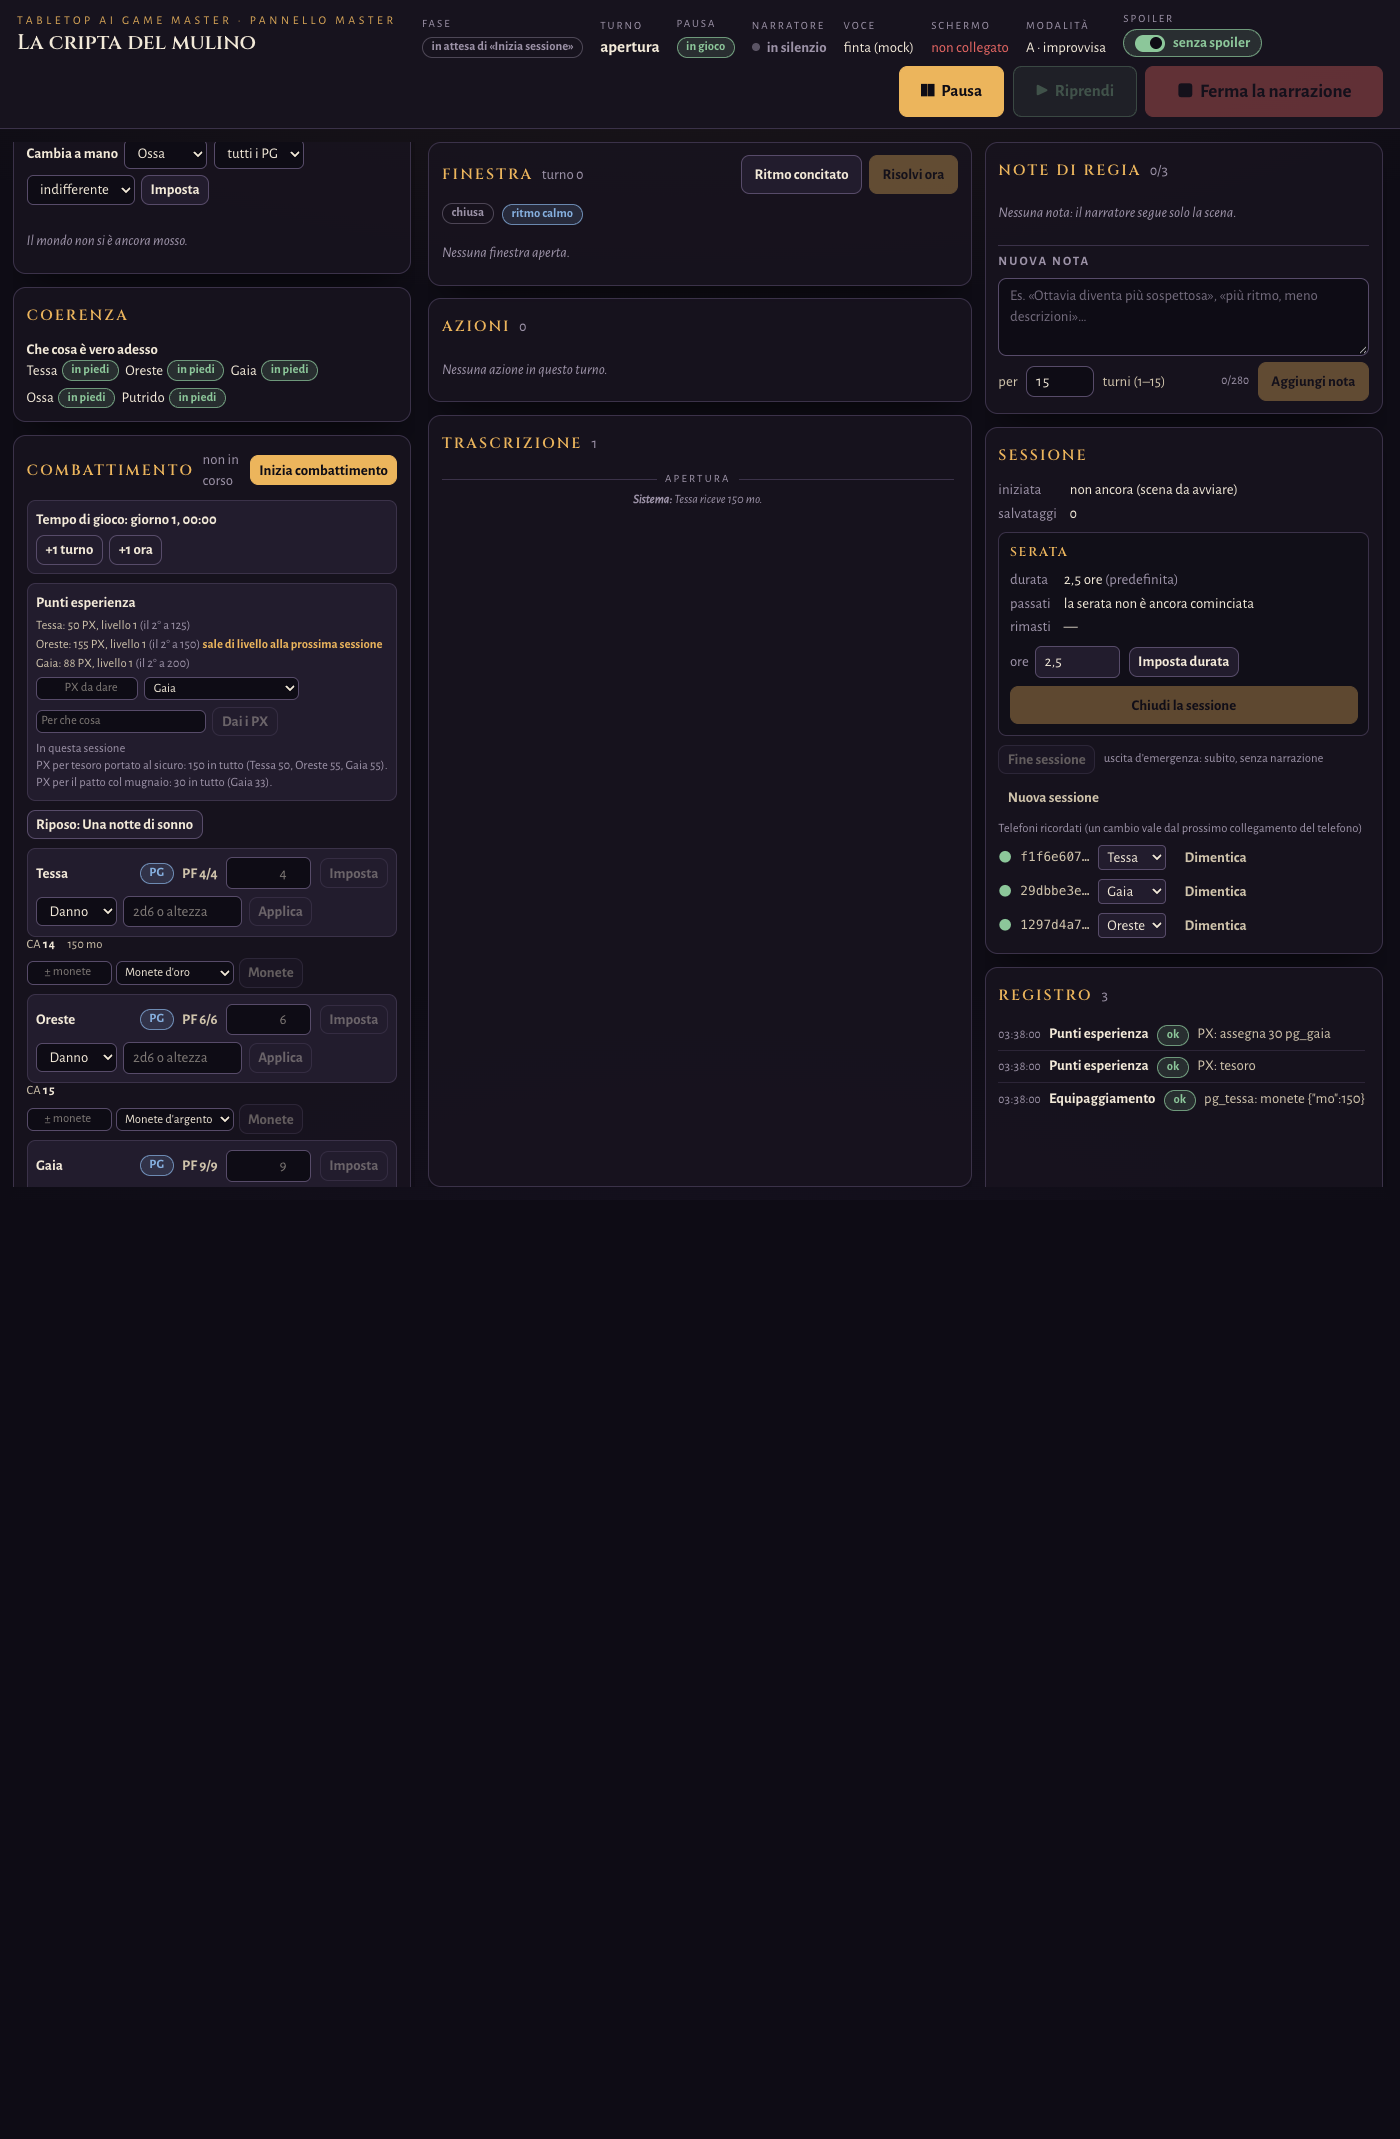 TABLETOP AI GAME MASTER · PANNELLO MASTER
LA CRIPTA DEL MULINO
FASE
in attesa di «Inizia sessione»
TURNO
apertura
PAUSA
in gioco
NARRATORE
in silenzio
VOCE
finta (mock)
SCHERMO
non collegato
MODALITÀ
A · improvvisa
SPOILER
senza spoiler
Pausa
Riprendi
Ferma la narrazione
Cambia a mano Ossa tutti i PG
indifferente Imposta
Il mondo non si è ancora mosso.
COERENZA
Che cosa è vero adesso
Tessa in piedi Oreste in piedi Gaia in piedi
Ossa in piedi Putrido in piedi
COMBATTIMENTO non in corso Inizia combattimento
Tempo di gioco: giorno 1, 00:00
+1 turno +1 ora
Punti esperienza
Tessa: 50 PX, livello 1 (il 2° a 125)
Oreste: 155 PX, livello 1 (il 2° a 150) sale di livello alla prossima sessione
Gaia: 88 PX, livello 1 (il 2° a 200)
PX da dare Gaia
Per che cosa Dai i PX
In questa sessione
PX per tesoro portato al sicuro: 150 in tutto (Tessa 50, Oreste 55, Gaia 55).
PX per il patto col mugnaio: 30 in tutto (Gaia 33).
Riposo: Una notte di sonno
Tessa PG PF 4/4 4 Imposta
Danno 2d6 o altezza Applica
CA 14 150 mo
± monete Monete d'oro Monete
Oreste PG PF 6/6 6 Imposta
Danno 2d6 o altezza Applica
CA 15
± monete Monete d'argento Monete
Gaia PG PF 9/9 9 Imposta
FINESTRA turno 0 Ritmo concitato Risolvi ora
chiusa ritmo calmo
Nessuna finestra aperta.
AZIONI 0
Nessuna azione in questo turno.
TRASCRIZIONE 1
APERTURA
Sistema: Tessa riceve 150 mo.
NOTE DI REGIA 0/3
Nessuna nota: il narratore segue solo la scena.
NUOVA NOTA
Es. «Ottavia diventa più sospettosa», «più ritmo, meno
descrizioni»…
per 15 turni (1–15) 0/280 Aggiungi nota
SESSIONE
iniziata non ancora (scena da avviare)
salvataggi 0
SERATA
durata 2,5 ore (predefinita)
passati la serata non è ancora cominciata
rimasti —
ore 2,5 Imposta durata
Chiudi la sessione
Fine sessione uscita d'emergenza: subito, senza narrazione
Nuova sessione
Telefoni ricordati (un cambio vale dal prossimo collegamento del telefono)
f1f6e607… Tessa Dimentica
29dbbe3e… Gaia Dimentica
1297d4a7… Oreste Dimentica
REGISTRO 3
03:38:00 Punti esperienza ok PX: assegna 30 pg_gaia
03:38:00 Punti esperienza ok PX: tesoro
03:38:00 Equipaggiamento ok pg_tessa: monete {"mo":150}